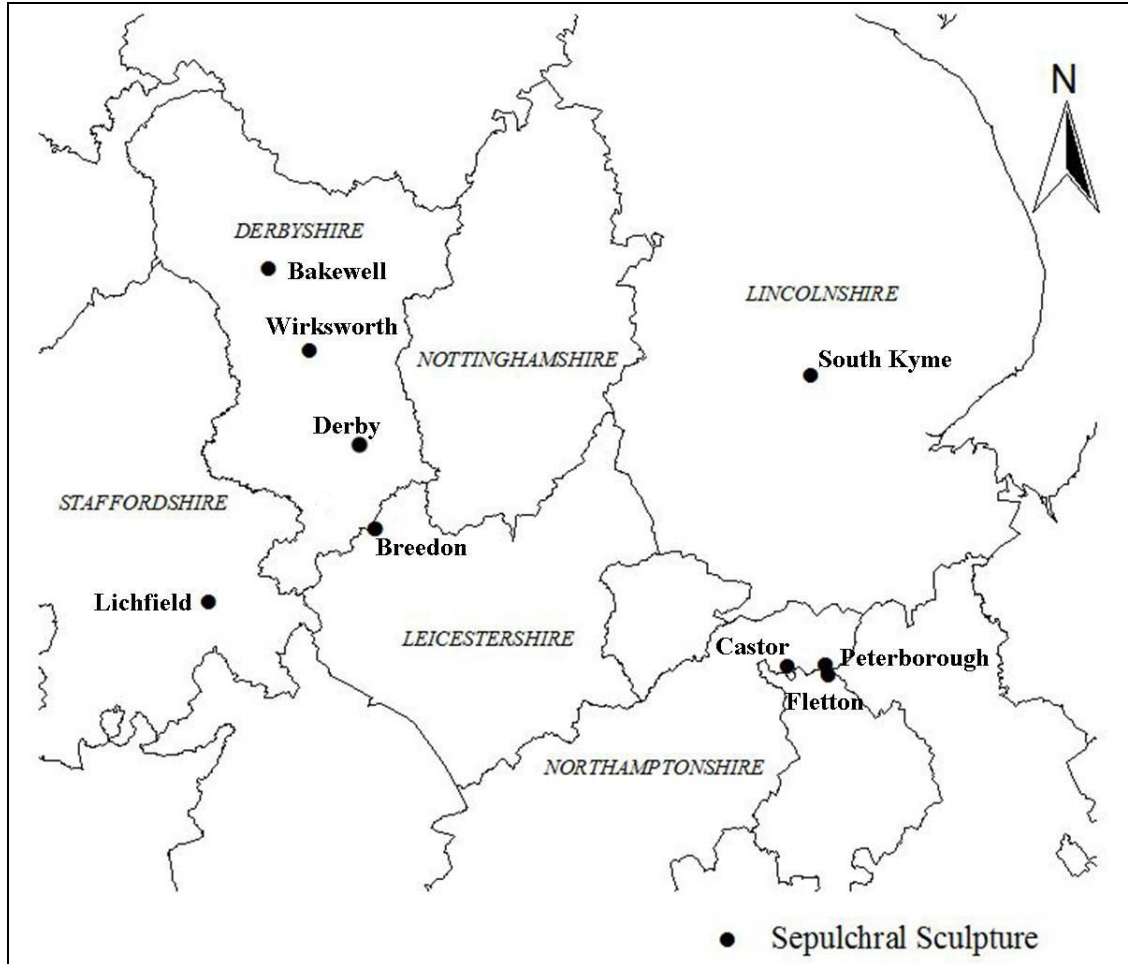 N
DERBYSHIRE
Bakewell
LINCOLNSHIRE
Wirksworth
NOTTINGHAMSHIRE
South Kyme
Derby
STAFFORDSHIRE
Breedon
Lichfield
LEICESTERSHIRE
Castor
Peterborough
Fletton
NORTHAMPTONSHIRE
Sepulchral Sculpture